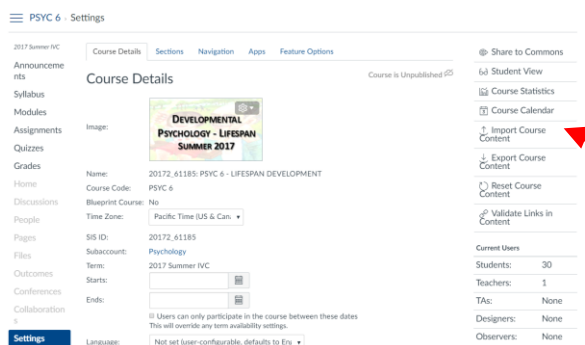 PSYC 6 › Settings
2017 Summer IVC
Announceme
nts
Syllabus
Modules
Assignments
Quizzes
Grades
Home
Discussions
People
Pages
Files
Outcomes
Conferences
Collaboration
s
Settings
Course Details
Sections
Navigation
Apps
Feature Options
Course Details
Course is Unpublished
Image:
DEVELOPMENTAL
PSYCHOLOGY - LIFESPAN
SUMMER 2017
Name: 20172_61185: PSYC 6 - LIFESPAN DEVELOPMENT
Course Code: PSYC 6
Blueprint Course: No
Time Zone: Pacific Time (US & Can
SIS ID: 20172_61185
Subaccount: Psychology
Term: 2017 Summer IVC
Starts:
Ends:
Users can only participate in the course between these dates
This will override any term availability settings.
Language: Not set (user-configurable, defaults to En
Share to Commons
Student View
Course Statistics
Course Calendar
Import Course
Content
Export Course
Content
Reset Course
Content
Validate Links in
Content
Current Users
Students: 30
Teachers: 1
TAs: None
Designers: None
Observers: None